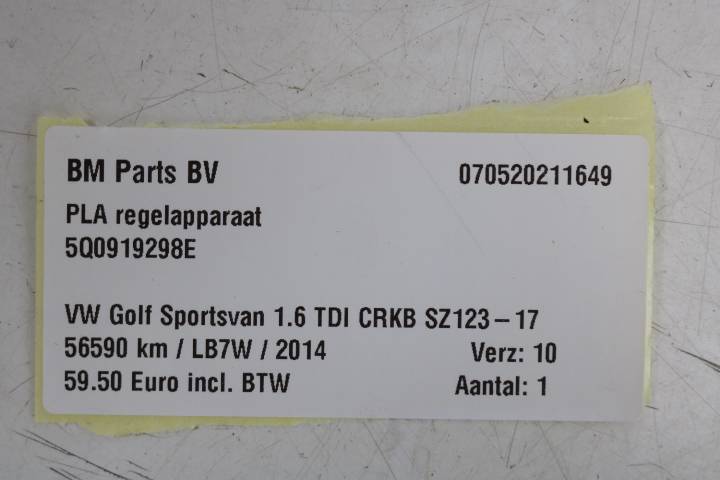 BM Parts BV 070520211649
PLA regelapparaat
5Q0919298E
VW Golf Sportsvan 1.6 TDI CRKB SZ123-17
56590 km / LB7W / 2014 Verz: 10
59.50 Euro incl. BTW Aantal: 1